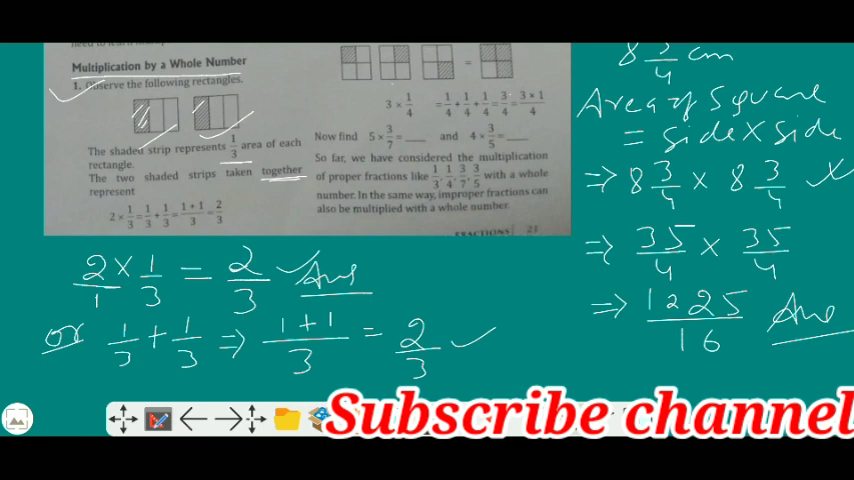 Multiplication by a Whole Number
1. Observe the following rectangles.
The shaded strip represents 1/3 area of each
rectangle.
The two shaded strips taken together
represent
2 × 1/3 = 1/3 + 1/3 = 1+1/3 = 2/3
=
3 × 1/4 = 1/4 + 1/4 + 1/4 = 3/4 = 3×1/4
Now find 5 × 3/7 = ____ and 4 × 3/5 = ____
So far, we have considered the multiplication
of proper fractions like 1/3, 1/4, 3/7, 3/5 with a whole
number. In the same way, improper fractions can
also be multiplied with a whole number.
FRACTIONS 21
2/1 × 1/3 = 2/3 Ans
or 1/3 + 1/3 ⇒ 1+1/3 = 2/3
8 3/4 cm
Area of Square
= side × side
⇒ 8 3/4 × 8 3/4
⇒ 35/4 × 35/4
⇒ 1225/16 Ans
Subscribe channel